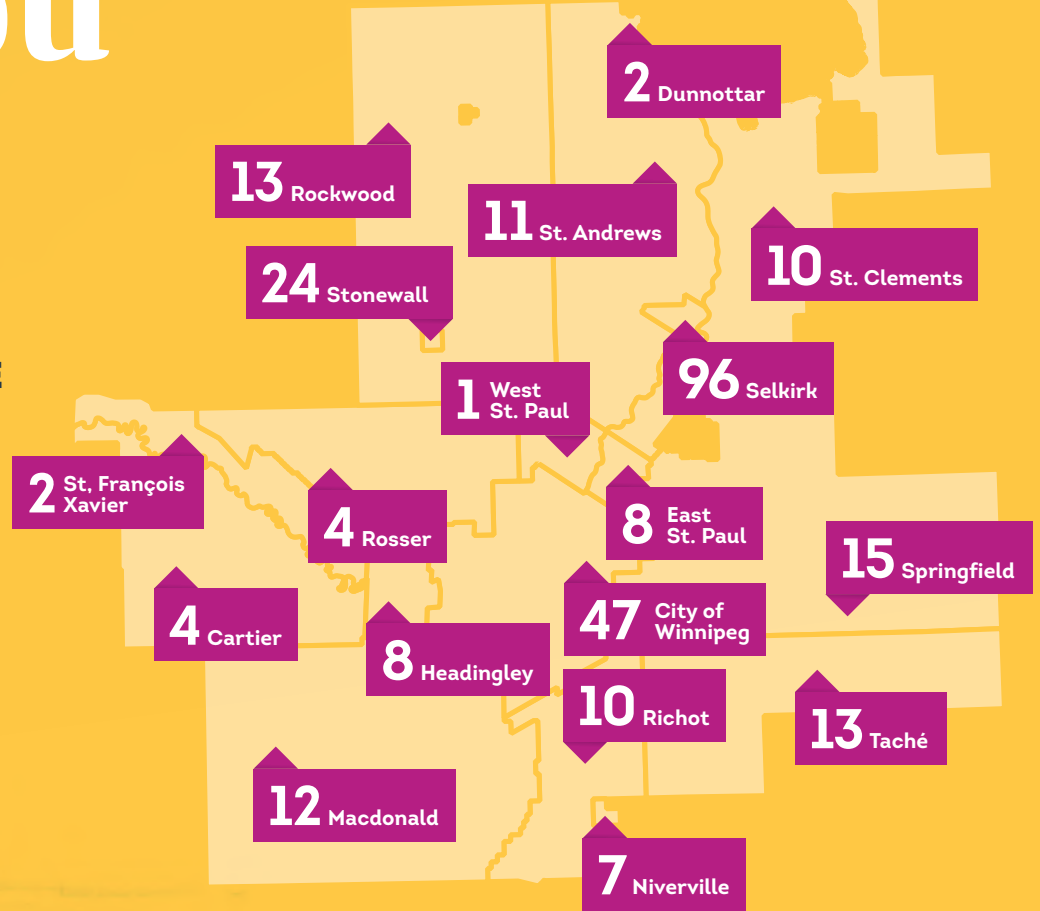 ou
2 Dunnottar
13 Rockwood
11 St. Andrews
10 St. Clements
24 Stonewall
96 Selkirk
1 West
St. Paul
2 St, François
Xavier
4 Rosser
8 East
St. Paul
15 Springfield
4 Cartier
47 City of
Winnipeg
8 Headingley
10 Richot
13 Taché
12 Macdonald
7 Niverville